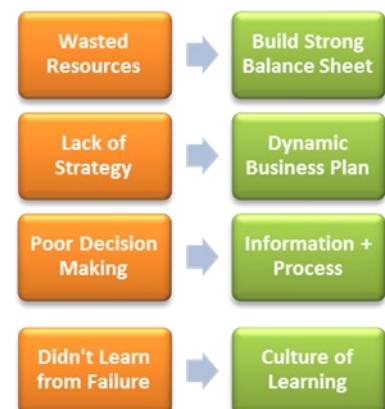 Wasted
Resources
Build Strong
Balance Sheet
Lack of
Strategy
Dynamic
Business Plan
Poor Decision
Making
Information +
Process
Didn't Learn
from Failure
Culture of
Learning